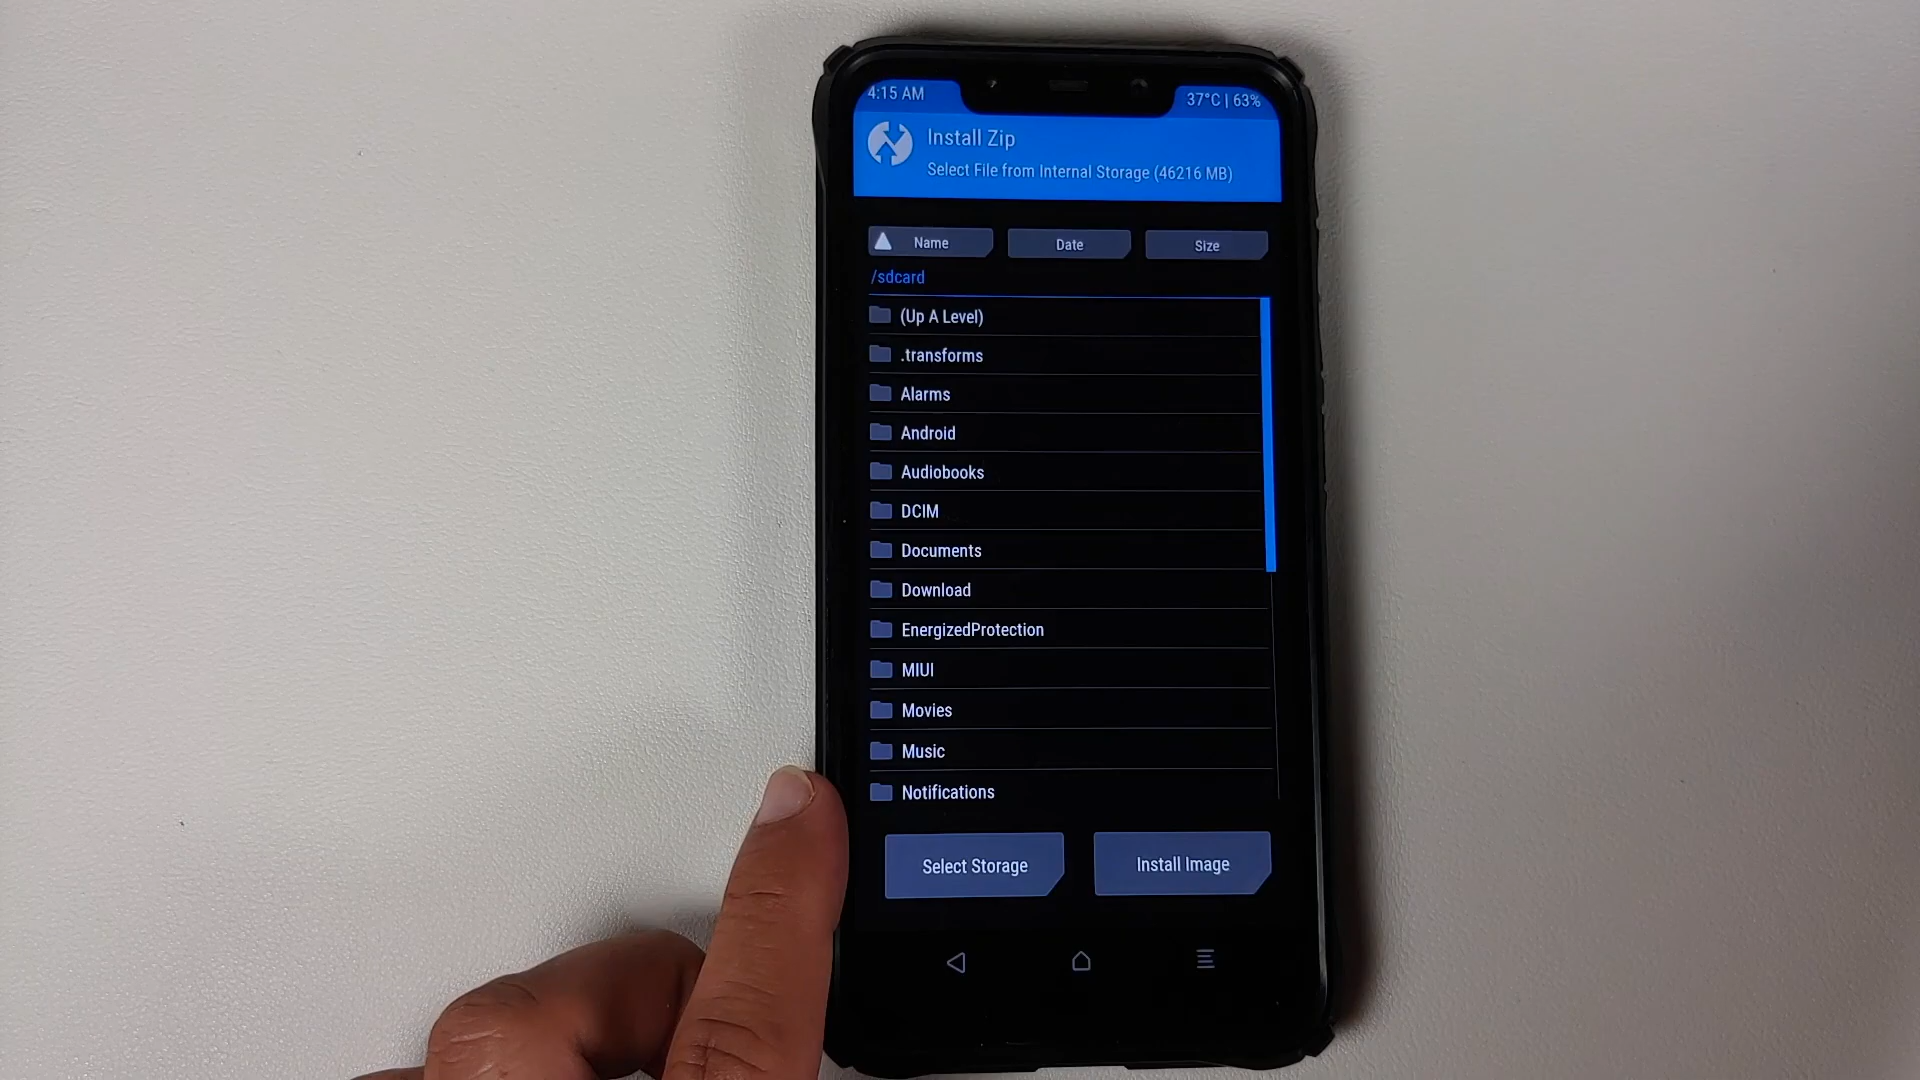 4:15 AM
37°C | 63%
Install Zip
Select File from Internal Storage (46216 MB)
Name
Date
Size
/sdcard
(Up A Level)
.transforms
Alarms
Android
Audiobooks
DCIM
Documents
Download
EnergizedProtection
MIUI
Movies
Music
Notifications
Select Storage
Install Image